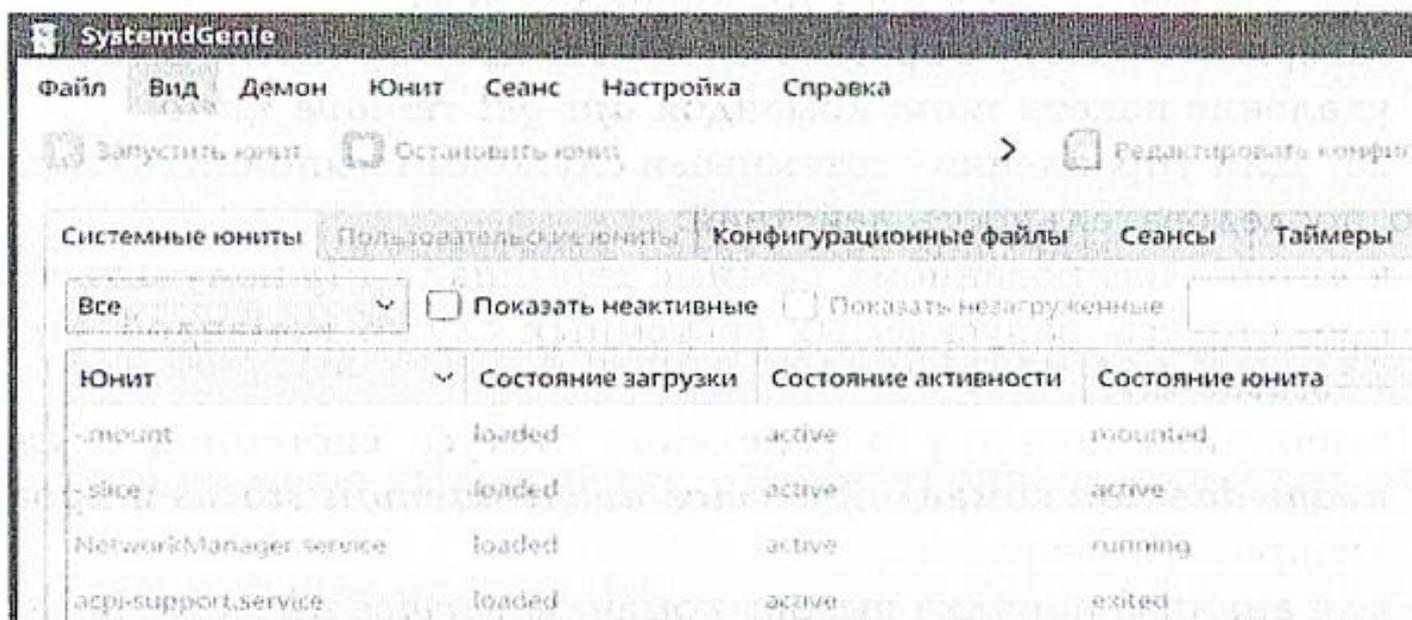 SystemdGenie
Файл Вид Демон Юнит Сеанс Настройка Справка
Запустить юнит Остановить юнит > Редактировать конфиг
Системные юниты Пользовательские юниты Конфигурационные файлы Сеансы Таймеры
Все Показать неактивные Показать незагруженные
Юнит Состояние загрузки Состояние активности Состояние юнита
-.mount loaded active mounted
-.slice loaded active active
NetworkManager.service loaded active running
acpi-support.service loaded active exited